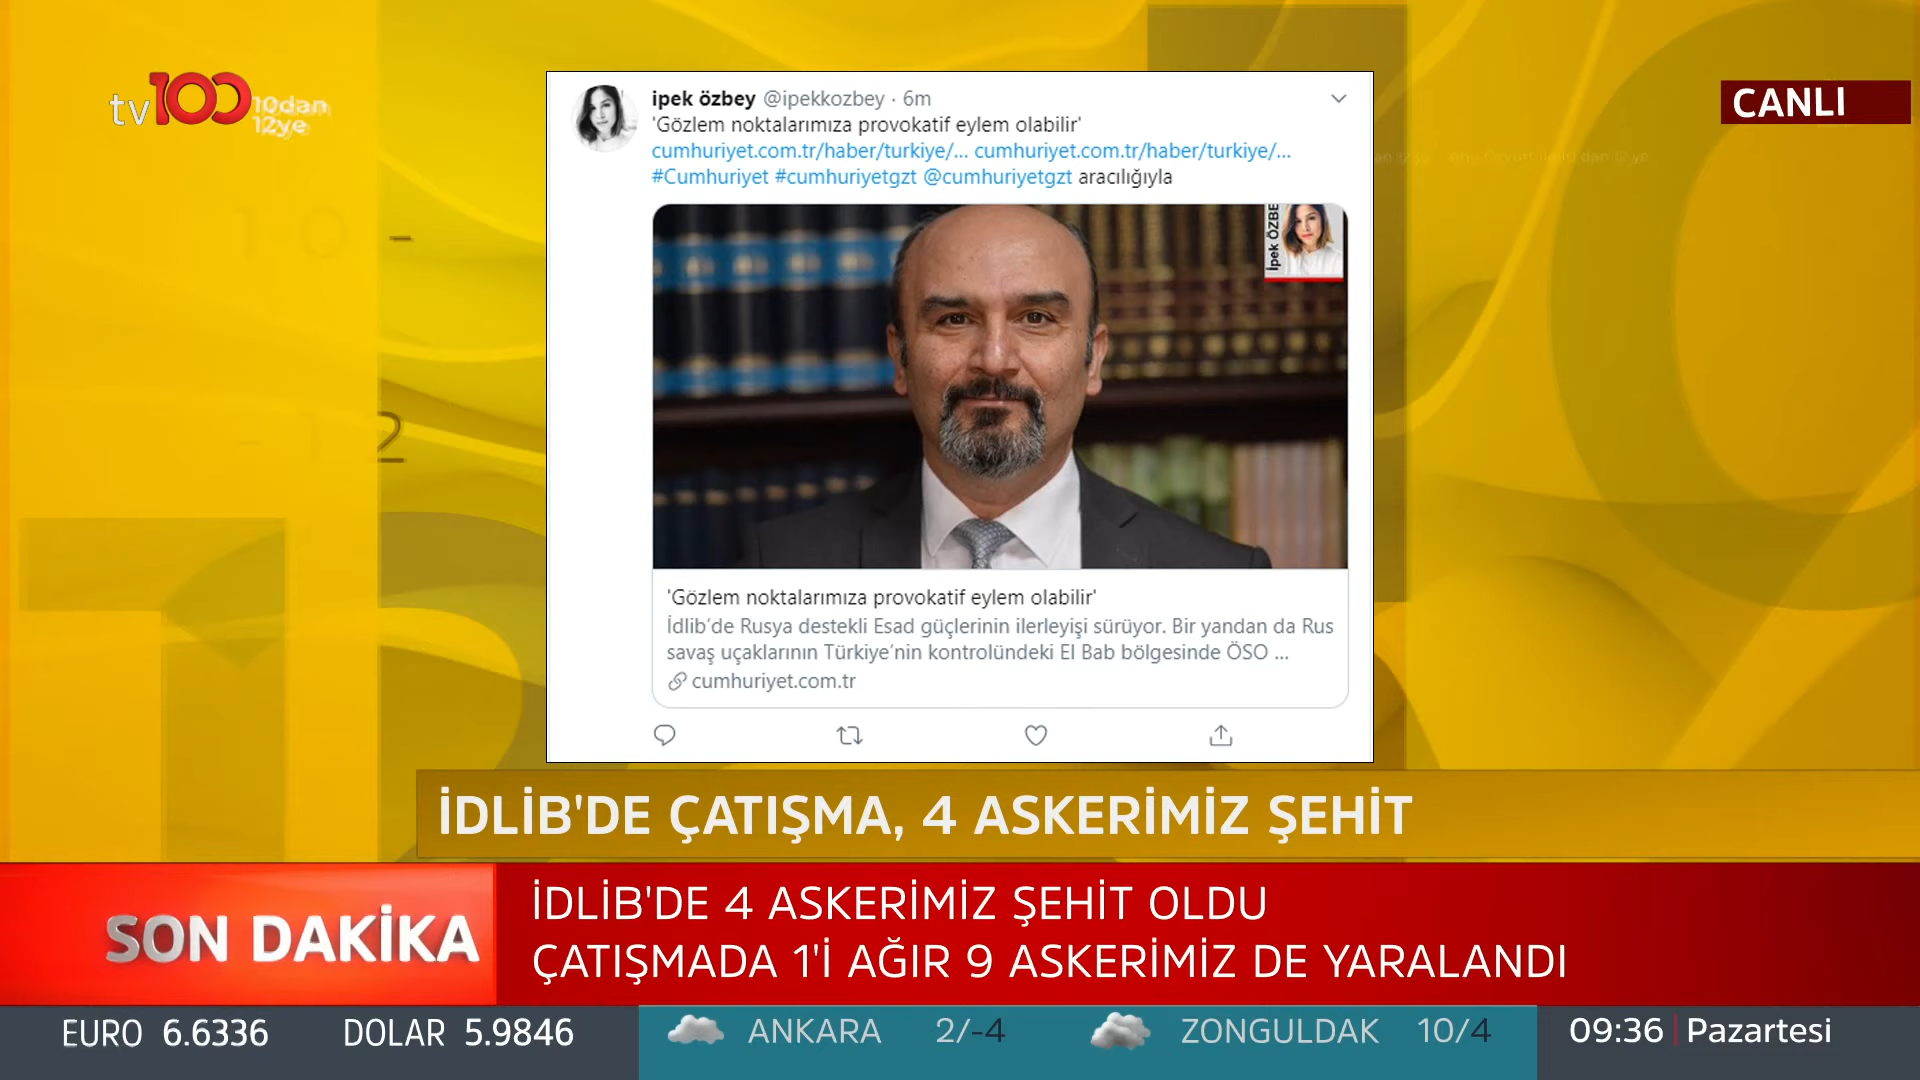 tv100
10dan
12ye
CANLI
ipek özbey @ipekkozbey · 6m
'Gözlem noktalarımıza provokatif eylem olabilir'
cumhuriyet.com.tr/haber/turkiye/... cumhuriyet.com.tr/haber/turkiye/...
#Cumhuriyet #cumhuriyetgzt @cumhuriyetgzt aracılığıyla
İpek ÖZBE
'Gözlem noktalarımıza provokatif eylem olabilir'
İdlib'de Rusya destekli Esad güçlerinin ilerleyişi sürüyor. Bir yandan da Rus
savaş uçaklarının Türkiye'nin kontrolündeki El Bab bölgesinde ÖSO ...
cumhuriyet.com.tr
İDLİB'DE ÇATIŞMA, 4 ASKERİMİZ ŞEHİT
SON DAKİKA
İDLİB'DE 4 ASKERİMİZ ŞEHİT OLDU
ÇATIŞMADA 1'İ AĞIR 9 ASKERİMİZ DE YARALANDI
EURO 6.6336 DOLAR 5.9846 ANKARA 2/-4 ZONGULDAK 10/4 09:36 Pazartesi